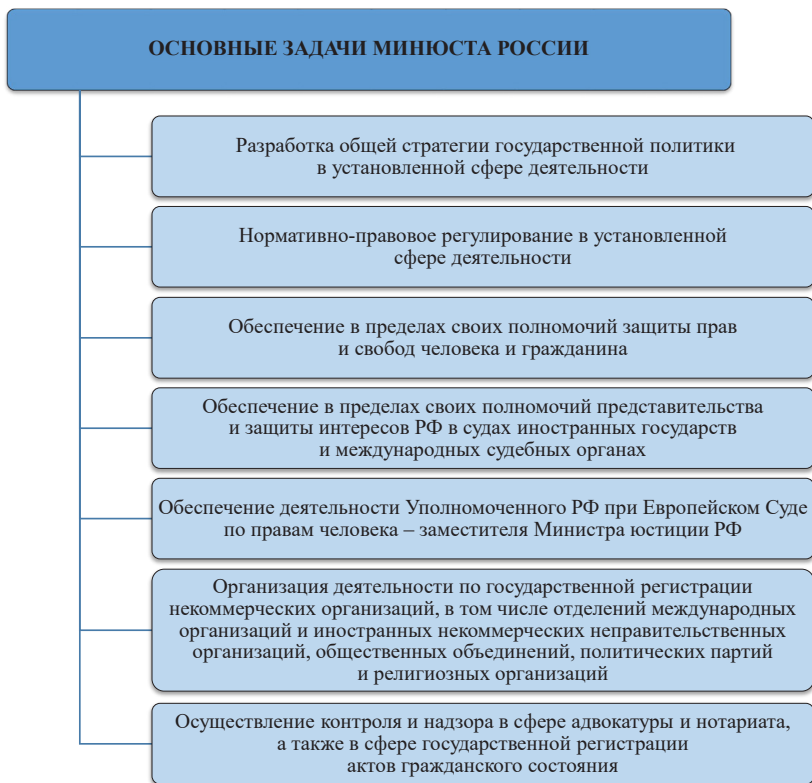 ОСНОВНЫЕ ЗАДАЧИ МИНЮСТА РОССИИ
Разработка общей стратегии государственной политики
в установленной сфере деятельности
Нормативно-правовое регулирование в установленной
сфере деятельности
Обеспечение в пределах своих полномочий защиты прав
и свобод человека и гражданина
Обеспечение в пределах своих полномочий представительства
и защиты интересов РФ в судах иностранных государств
и международных судебных органах
Обеспечение деятельности Уполномоченного РФ при Европейском Суде
по правам человека – заместителя Министра юстиции РФ
Организация деятельности по государственной регистрации
некоммерческих организаций, в том числе отделений международных
организаций и иностранных некоммерческих неправительственных
организаций, общественных объединений, политических партий
и религиозных организаций
Осуществление контроля и надзора в сфере адвокатуры и нотариата,
а также в сфере государственной регистрации
актов гражданского состояния